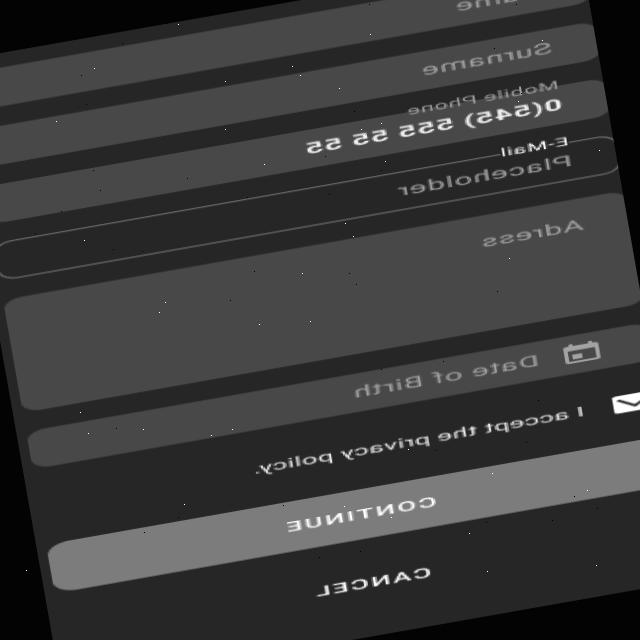 Surname
Mobile Phone
0(545) 555 55 55
E-Mail
Placeholder
Adress
Date of Birth
I accept the privacy policy.
CONTINUE
CANCEL